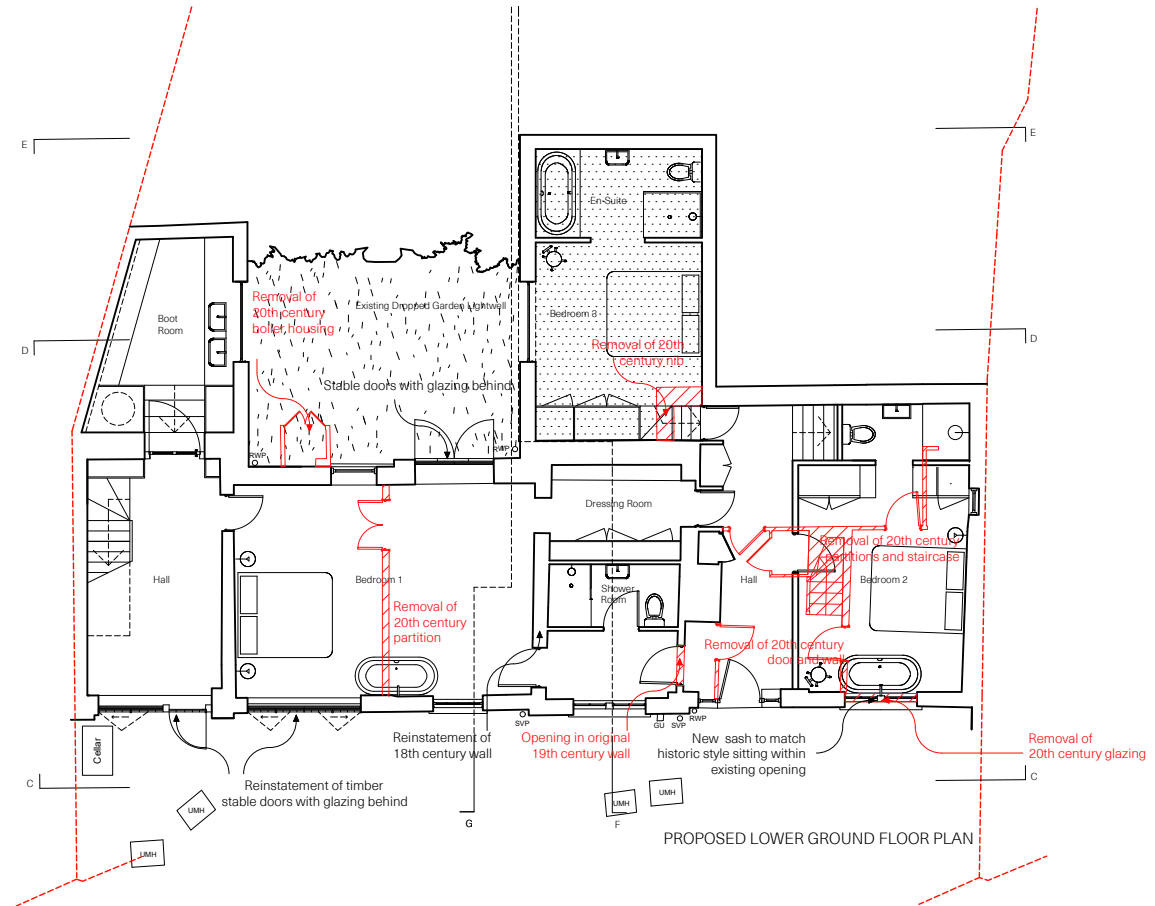 E
E
En-Suite
Removal of
20th century
boiler housing
Existing Dropped Garden Lightwell
Bedroom 3
Boot
Room
D
D
Removal of 20th
century nib
Stable doors with glazing behind
RWP
RWP
Dressing Room
Removal of 20th century
partitions and staircase
Hall
Bedroom 1
Shower
Room
Hall
Bedroom 2
Removal of
20th century
partition
Removal of 20th century
door and wall
SVP
GU
SVP
RWP
Cellar
Reinstatement of
18th century wall
Opening in original
19th century wall
New sash to match
historic style sitting within
existing opening
Removal of
20th century glazing
C
C
Reinstatement of timber
stable doors with glazing behind
UMH
UMH
UMH
G
F
PROPOSED LOWER GROUND FLOOR PLAN
UMH